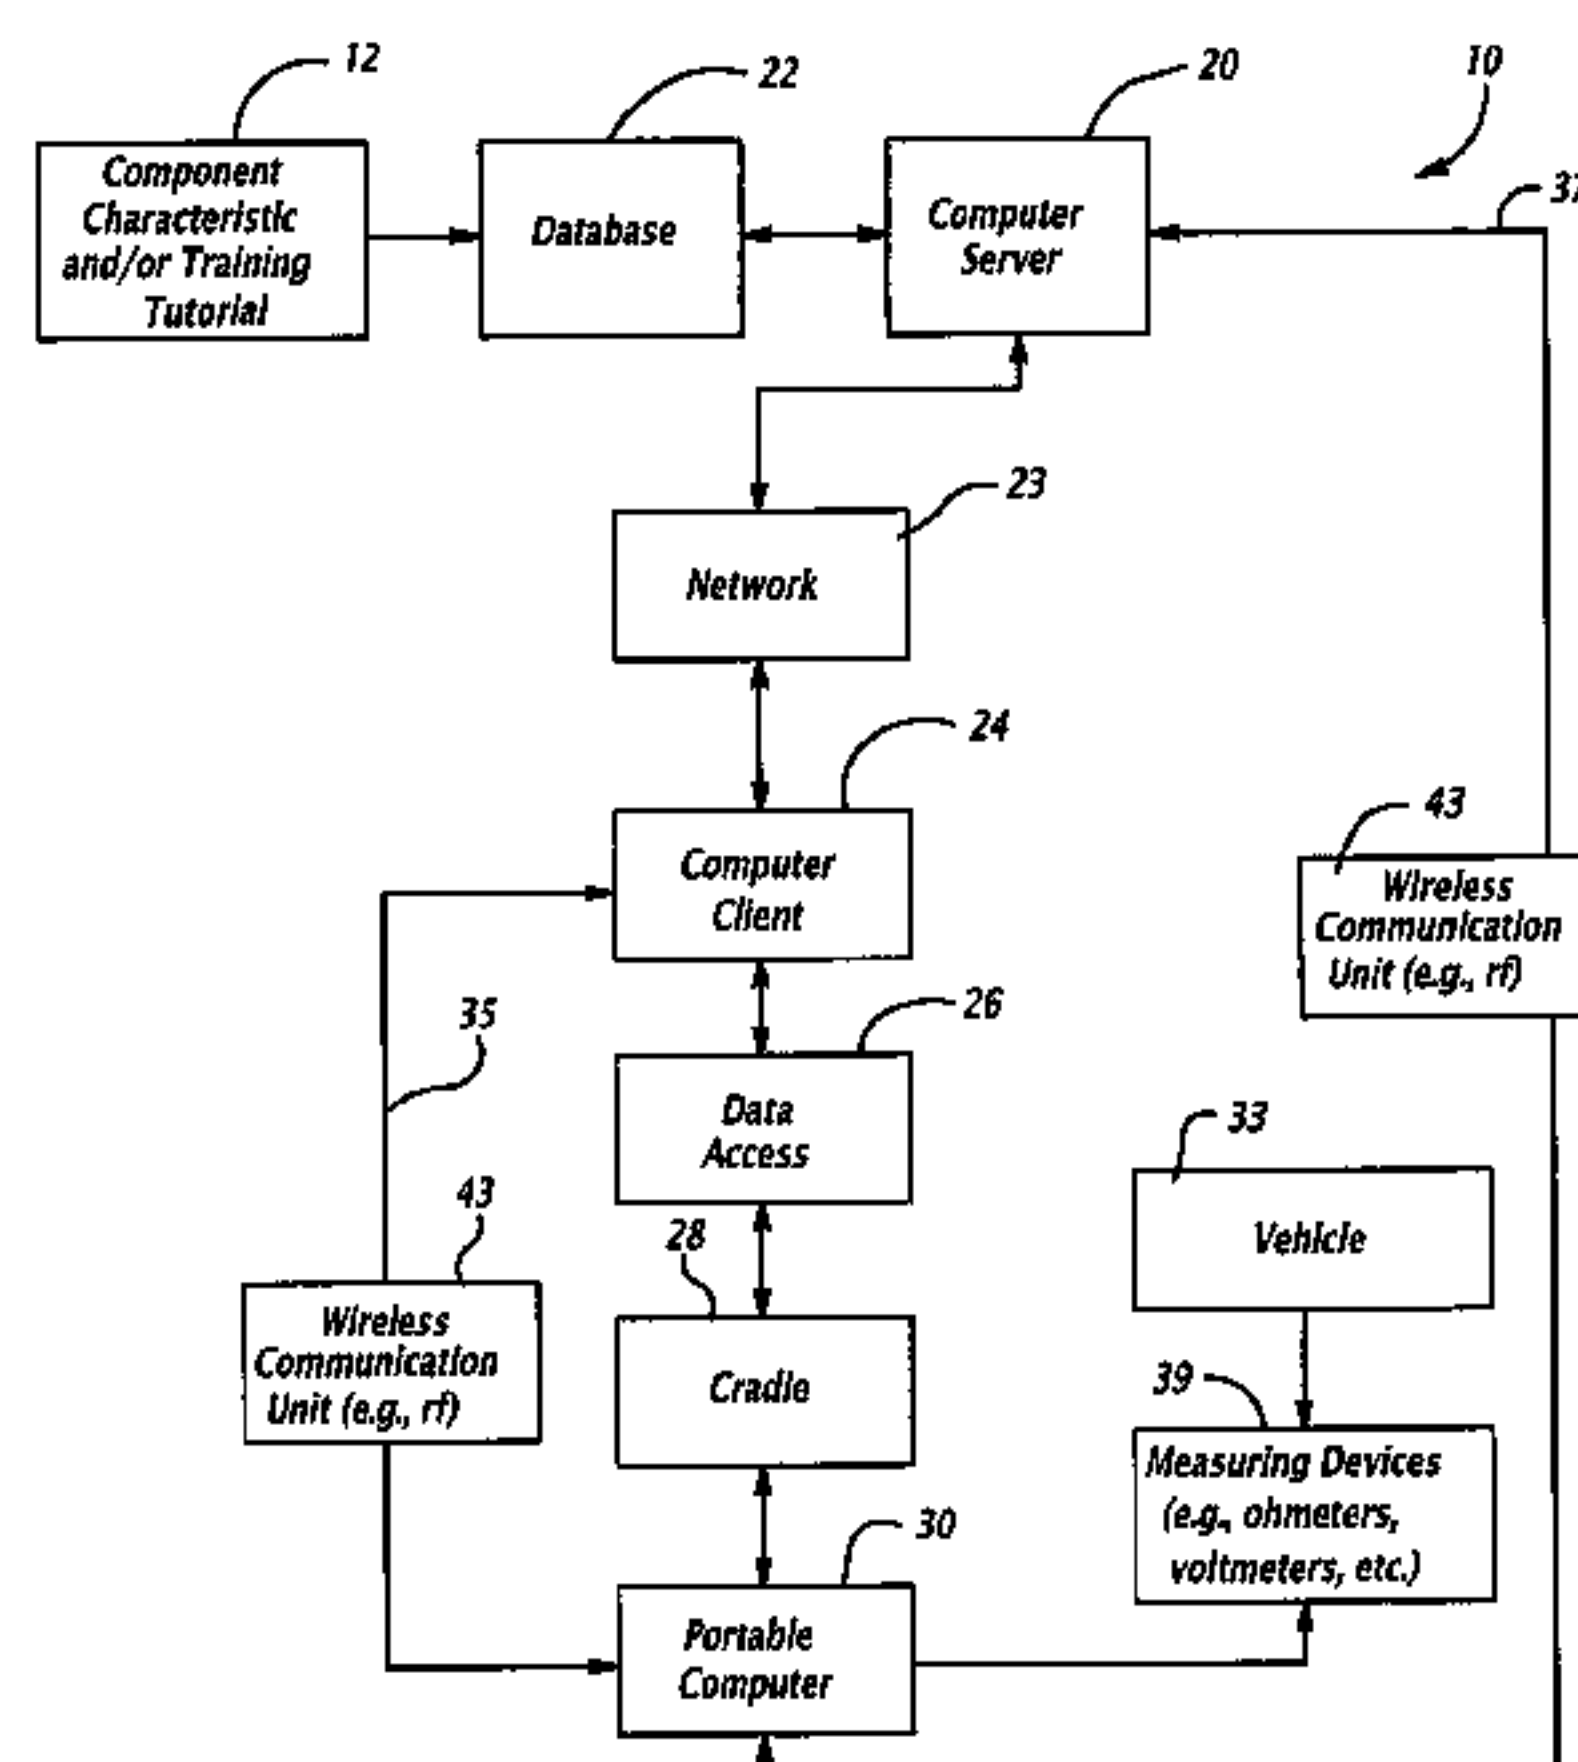 12
22
20
10
Component
Characteristic
and/or Training
Tutorial
Database
Computer
Server
37
23
Network
24
Computer
Client
43
Wireless
Communication
Unit (e.g., rf)
35
26
Data
Access
33
Vehicle
43
Wireless
Communication
Unit (e.g., rf)
28
Cradle
39
Measuring Devices
(e.g., ohmeters,
voltmeters, etc.)
30
Portable
Computer